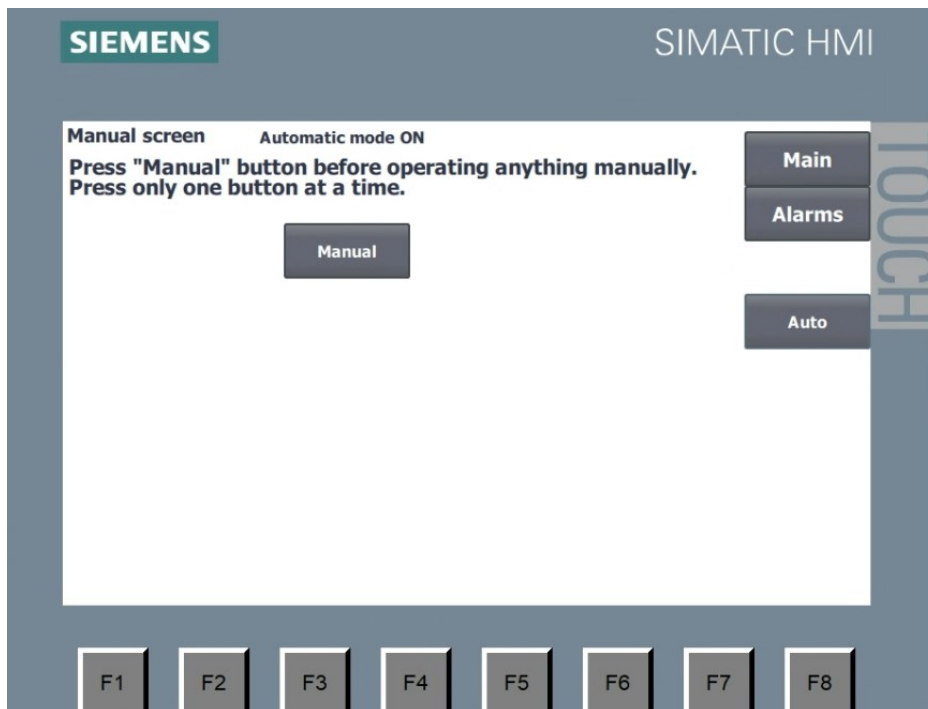 SIEMENS
SIMATIC HMI
TOUCH
Manual screen
Automatic mode ON
Press "Manual" button before operating anything manually.
Press only one button at a time.
Main
Alarms
Manual
Auto
F1
F2
F3
F4
F5
F6
F7
F8